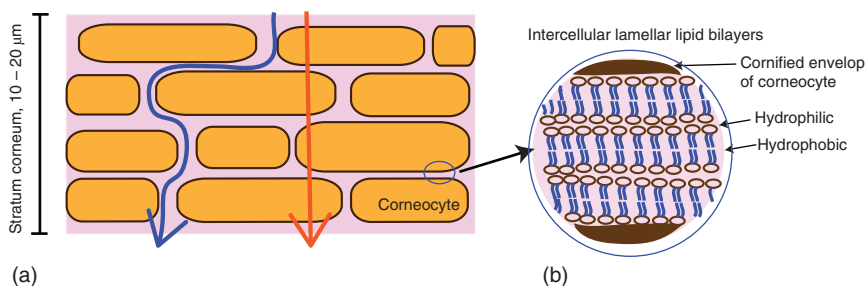 Stratum corneum, 10 – 20 μm
Corneocyte
(a)
Intercellular lamellar lipid bilayers
Cornified envelop
of corneocyte
Hydrophilic
Hydrophobic
(b)